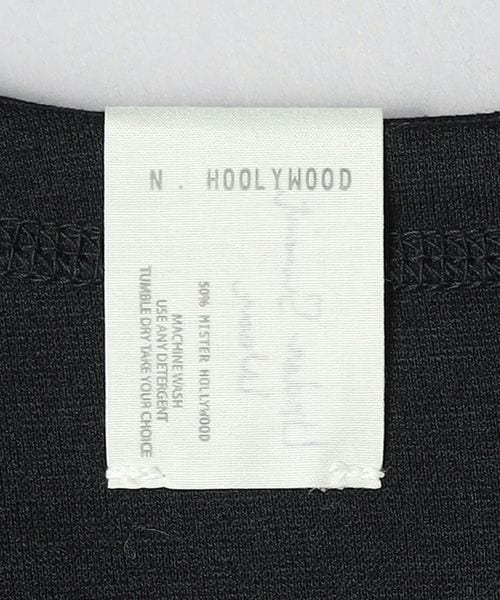 N. HOOLYWOOD
50% MISTER HOLLYWOOD
MACHINE WASH
USE ANY DETERGENT
TUMBLE DRY TAKE YOUR CHOICE